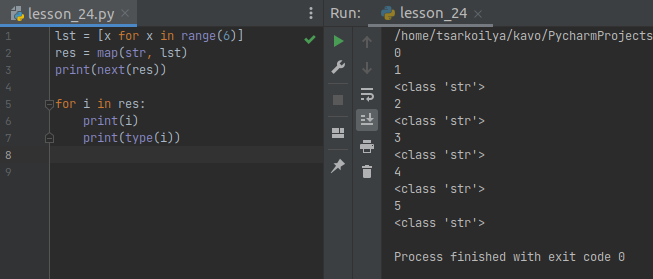 lesson_24.py
1 lst = [x for x in range(6)]
2 res = map(str, lst)
3 print(next(res))
4
5 for i in res:
6     print(i)
7     print(type(i))
8
9
Run: lesson_24
/home/tsarkoilya/kavo/PycharmProjects
0
1
<class 'str'>
2
<class 'str'>
3
<class 'str'>
4
<class 'str'>
5
<class 'str'>
Process finished with exit code 0